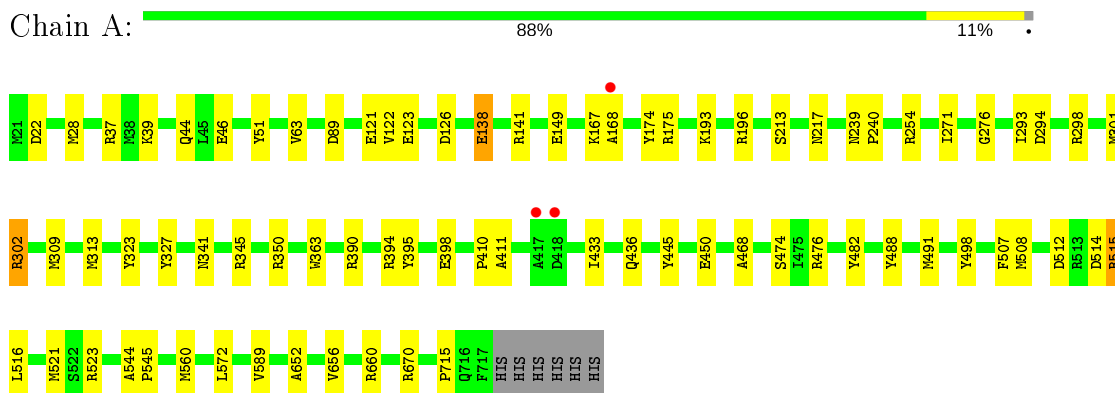 Chain A:
88% 11% •
M21 D22 M28 R37 M38 K39 Q44 L45 E46 Y51 V63 D89 E121 V122 E123 D126 E138 R141 E149 K167 A168 Y174 R175 K193 R196 S213 N217 N239 P240 R254 I271 G276 I293 D294 R298 M301
R302 M309 M313 Y323 Y327 N341 R345 R350 W363 R390 R394 Y395 E398 P410 A411 A417 D418 I433 Q436 Y445 E450 A468 S474 I475 R476 Y482 Y488 M491 Y498 F507 M508 D512 R513 D514 R515
L516 M521 S522 R523 A544 P545 M560 L572 V589 A652 V656 R660 R670 P715 Q716 F717 HIS HIS HIS HIS HIS HIS